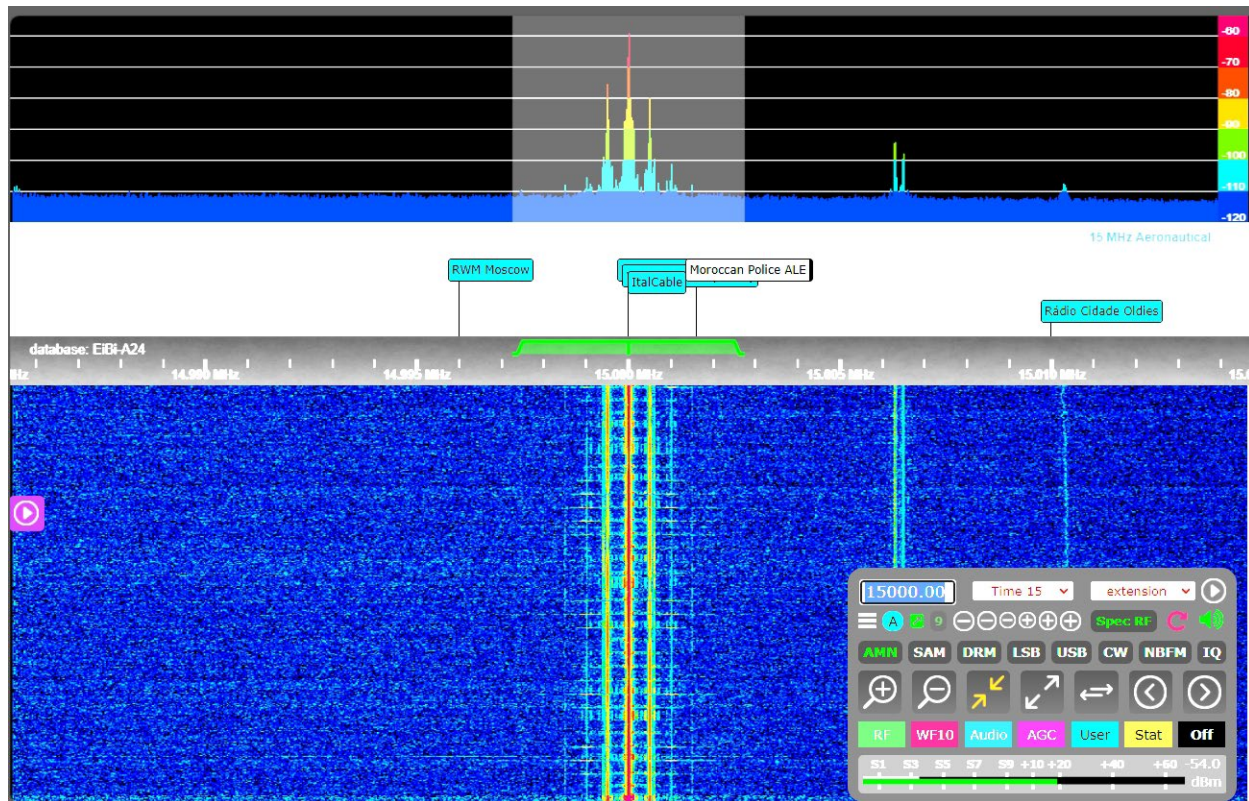 -60
-70
-80
-90
-100
-110
-120
15 MHz Aeronautical
RWM Moscow
Moroccan Police ALE
ItalCable
Rádio Cidade Oldies
database: EiBi-A24
14.990 MHz 14.995 MHz 15.000 MHz 15.005 MHz 15.010 MHz
15000.00 Time 15 extension
A 9 Spec RF
AMN SAM DRM LSB USB CW NBFM IQ
RF WF10 Audio AGC User Stat Off
S1 S3 S5 S7 S9 +10 +20 +40 +60 -54.0
dBm